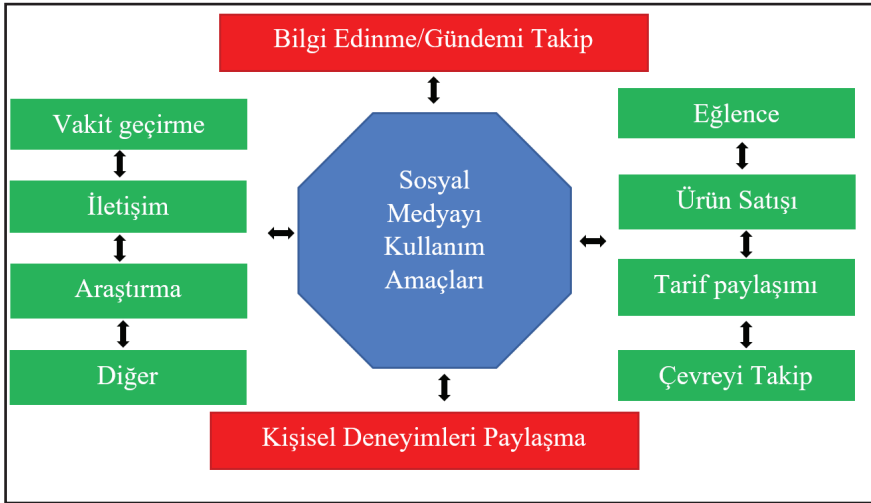 Bilgi Edinme/Gündemi Takip
Vakit geçirme
İletişim
Araştırma
Diğer
Sosyal
Medyayı
Kullanım
Amaçları
Eğlence
Ürün Satışı
Tarif paylaşımı
Çevreyi Takip
Kişisel Deneyimleri Paylaşma